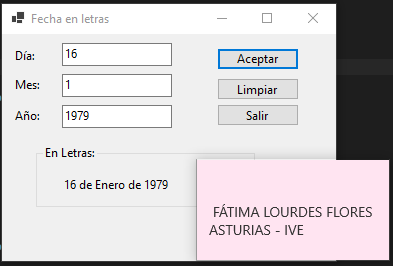 Fecha en letras
Día: 16
Mes: 1
Año: 1979
Aceptar
Limpiar
Salir
En Letras:
16 de Enero de 1979
FÁTIMA LOURDES FLORES
ASTURIAS - IVE